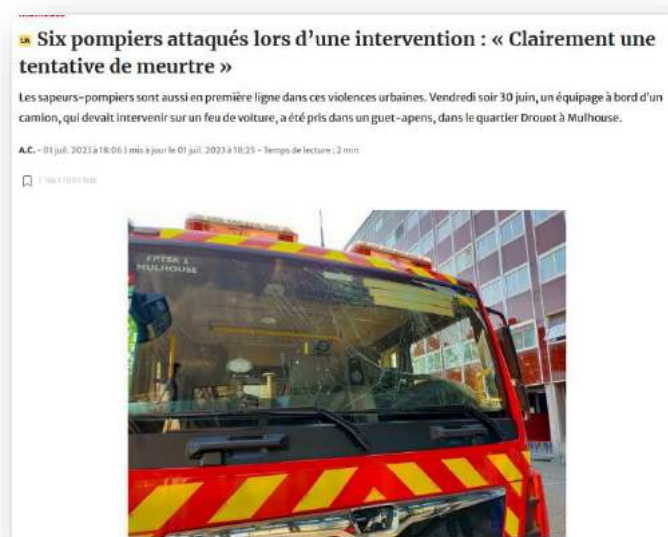 Six pompiers attaqués lors d'une intervention : « Clairement une
tentative de meurtre »
Les sapeurs-pompiers sont aussi en première ligne dans ces violences urbaines. Vendredi soir 30 juin, un équipage à bord d'un
camion, qui devait intervenir sur un feu de voiture, a été pris dans un guet-apens, dans le quartier Drouot à Mulhouse.
A.C. - 01 juil. 2023 à 18:06 | mis à jour le 01 juil. 2023 à 18:25 - Temps de lecture : 2 min
FPTSR 1
MULHOUSE